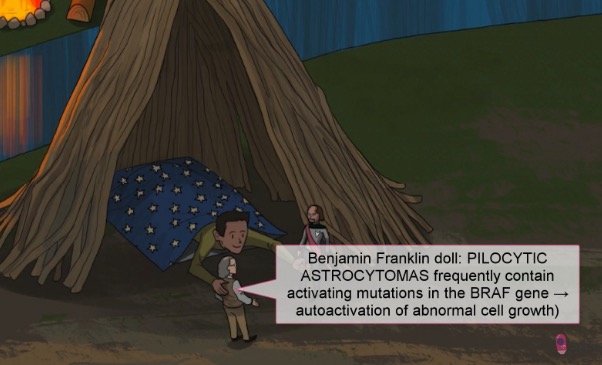 Benjamin Franklin doll: PILOCYTIC
ASTROCYTOMAS frequently contain
activating mutations in the BRAF gene →
autoactivation of abnormal cell growth)